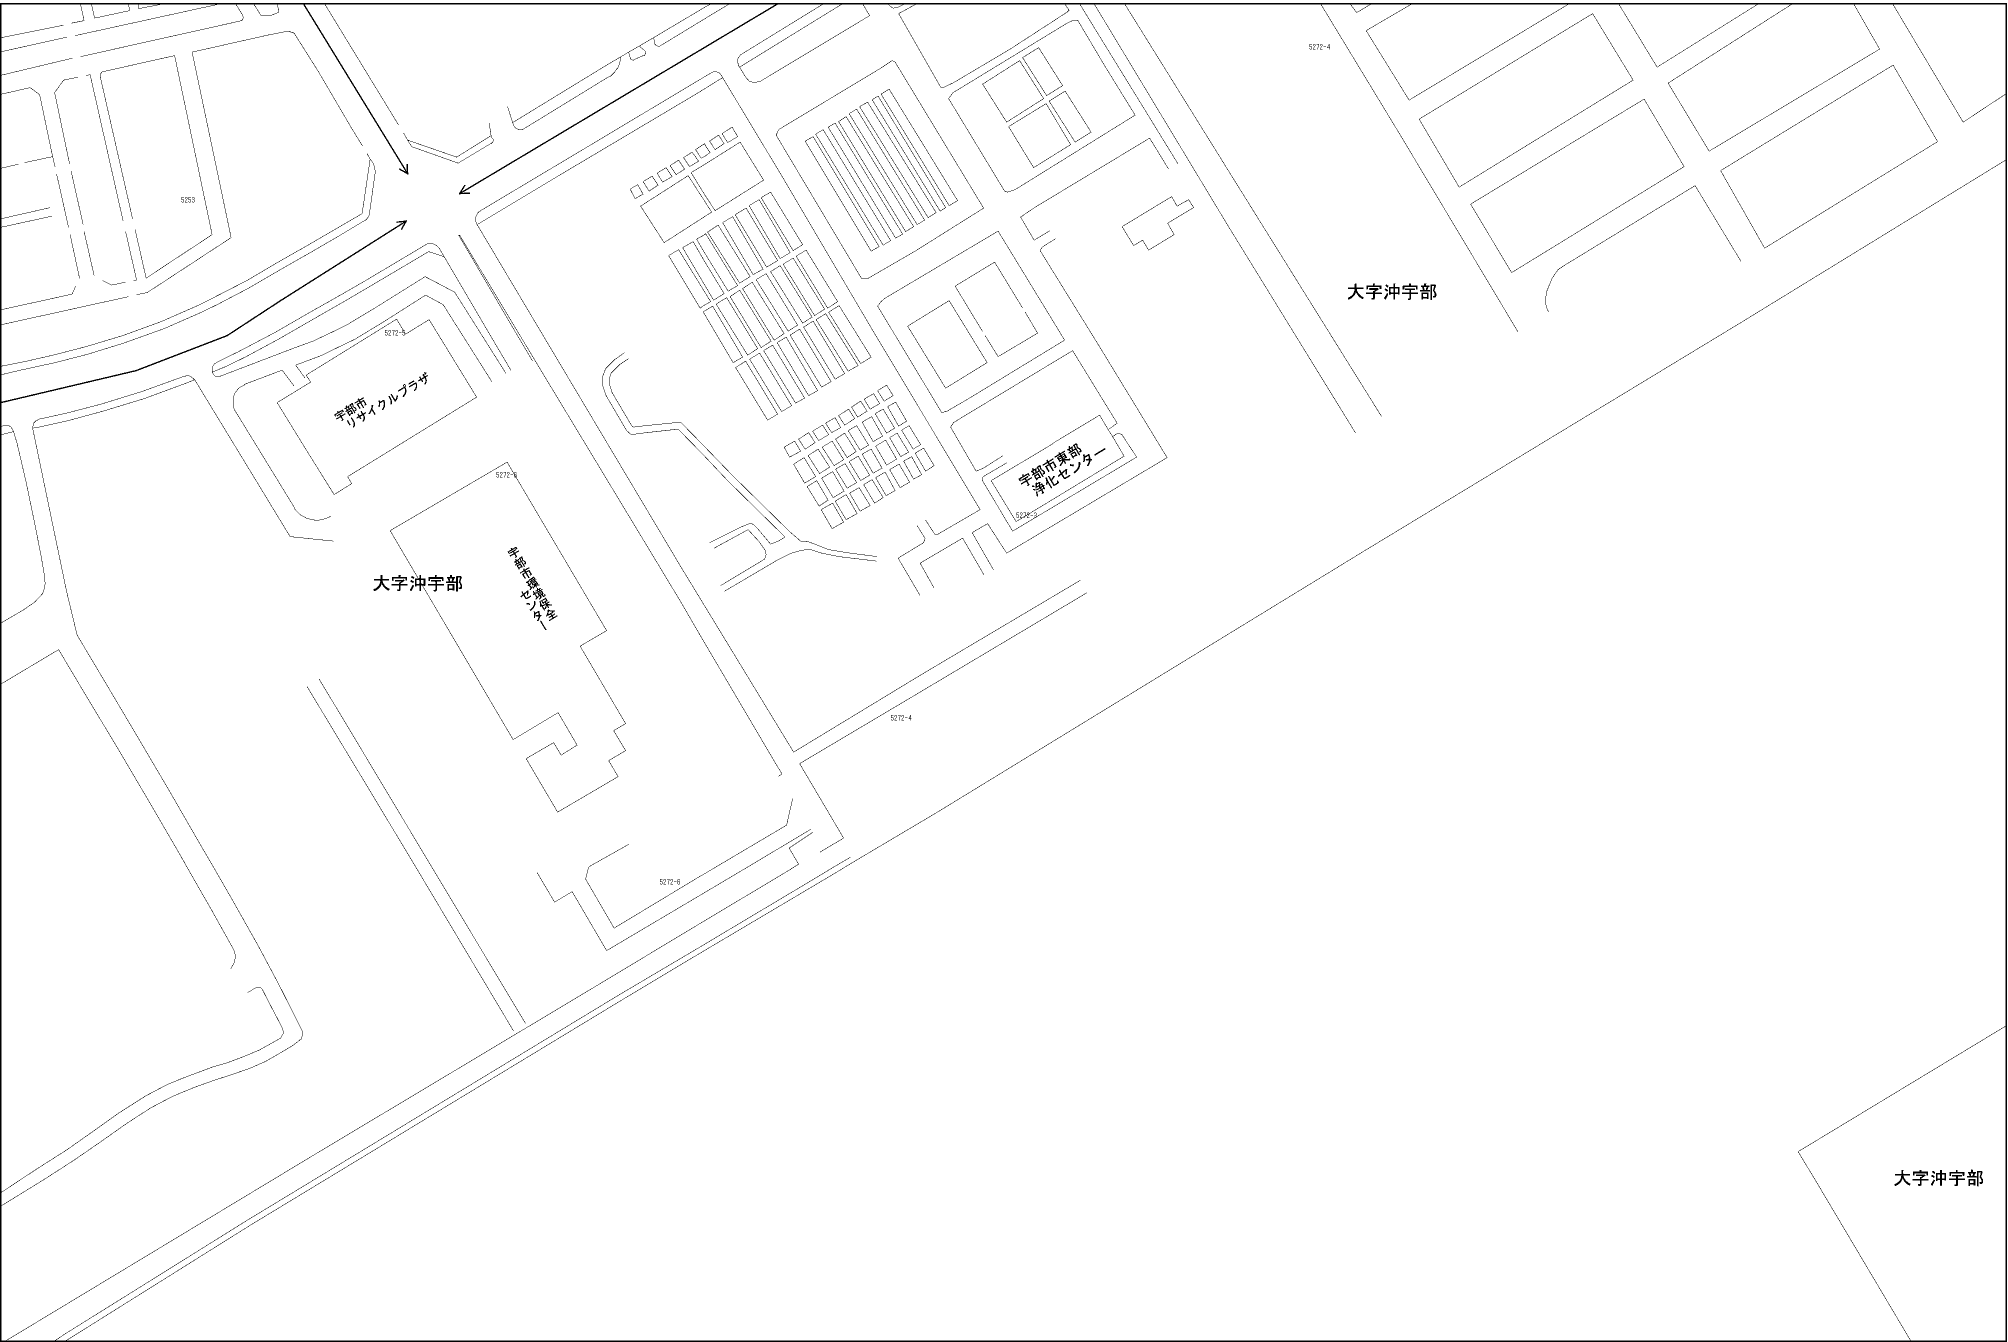 5272-4
5253
大字沖宇部
5272-5
宇部市
リサイクルプラザ
宇部市東部
浄化センター
5272-6
5272-3
宇部市環境保全
センター
大字沖宇部
5272-4
5272-6
大字沖宇部